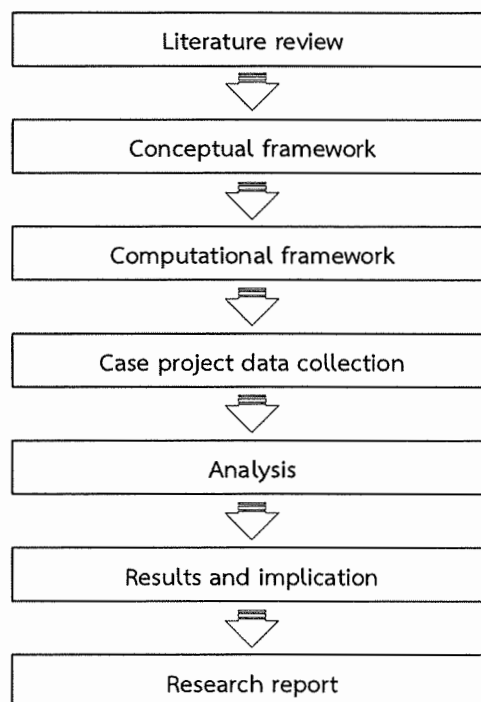 Literature review
Conceptual framework
Computational framework
Case project data collection
Analysis
Results and implication
Research report